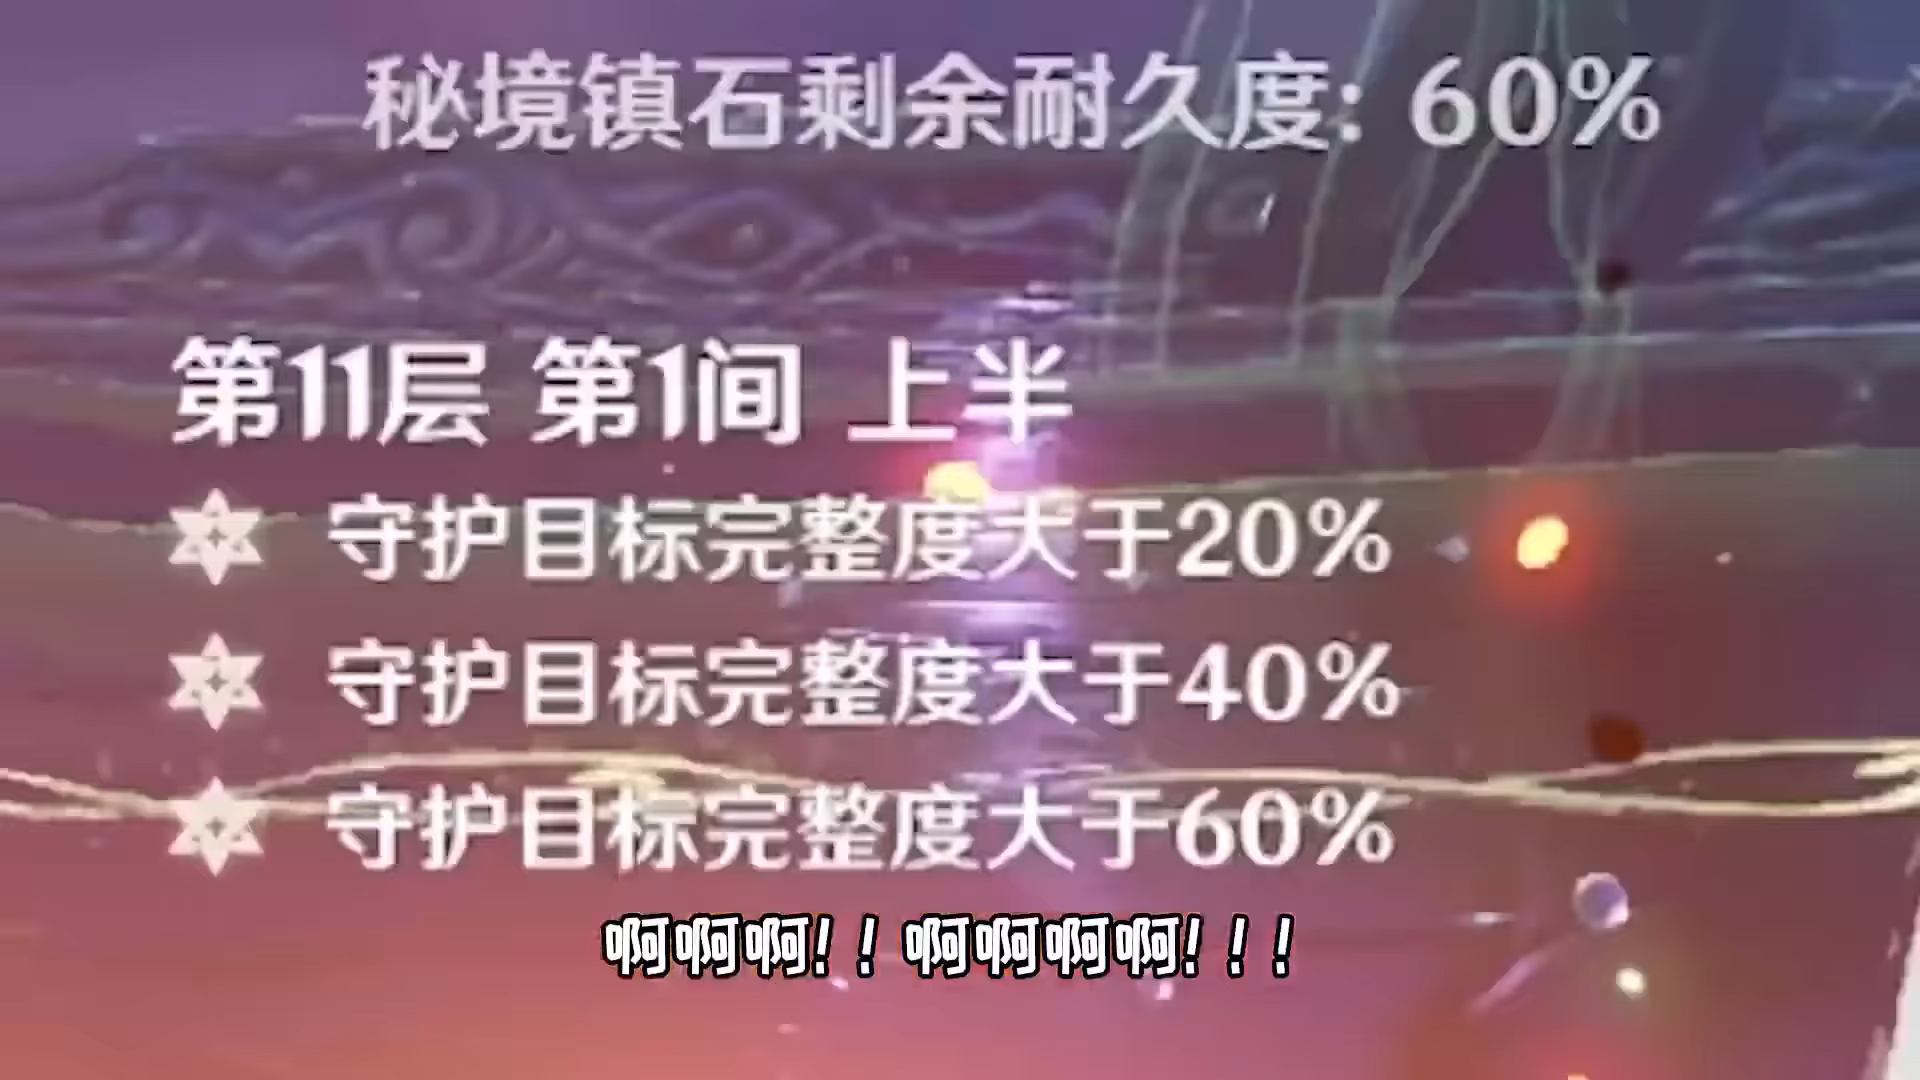 秘境镇石剩余耐久度: 60%
第11层 第1间 上半
守护目标完整度大于20%
守护目标完整度大于40%
守护目标完整度大于60%
啊啊啊！！啊啊啊啊！！！